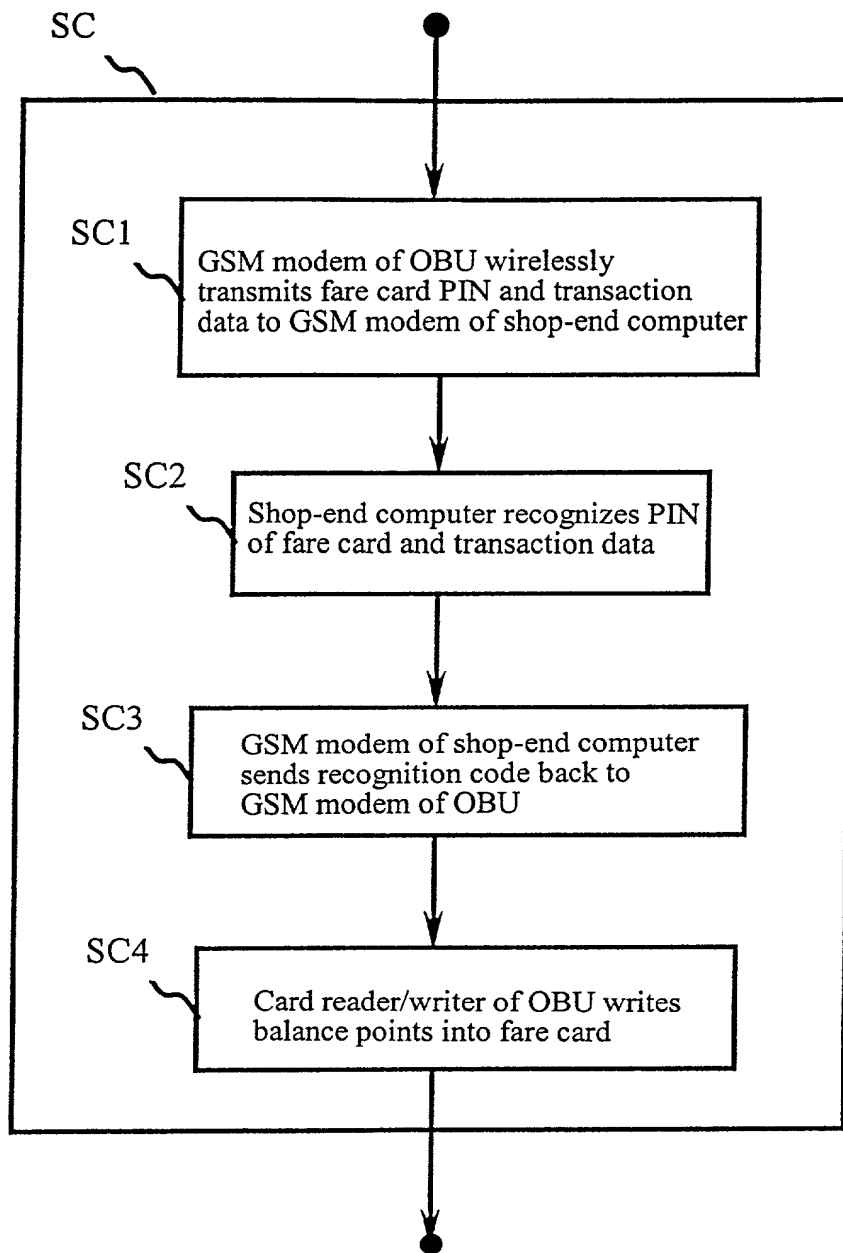 SC
SC1
GSM modem of OBU wirelessly
transmits fare card PIN and transaction
data to GSM modem of shop-end computer
SC2
Shop-end computer recognizes PIN
of fare card and transaction data
SC3
GSM modem of shop-end computer
sends recognition code back to
GSM modem of OBU
SC4
Card reader/writer of OBU writes
balance points into fare card